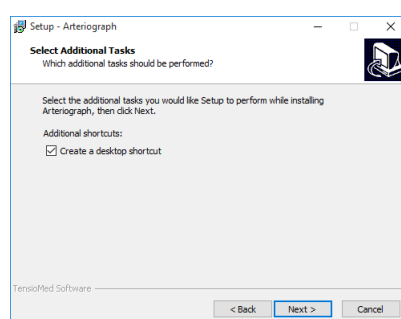 Setup - Arteriograph
Select Additional Tasks
Which additional tasks should be performed?
Select the additional tasks you would like Setup to perform while installing
Arteriograph, then click Next.
Additional shortcuts:
Create a desktop shortcut
TensioMed Software
< Back Next > Cancel